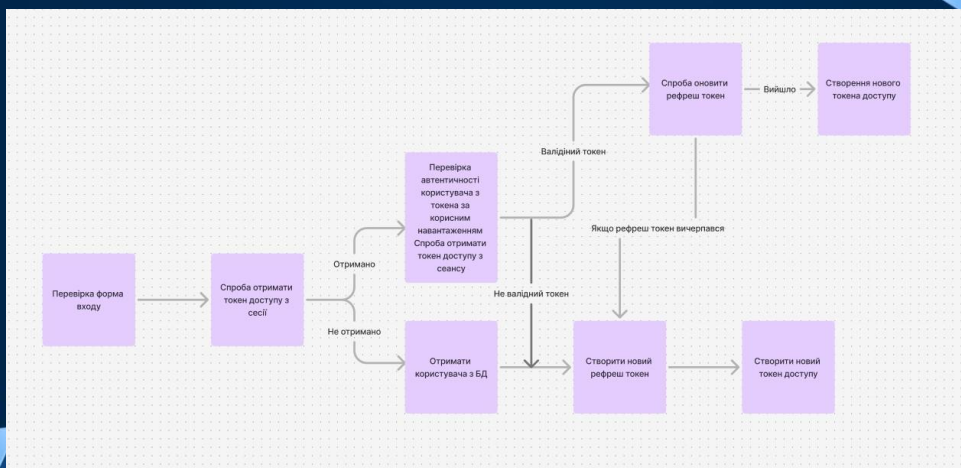 Перевірка форма
входу
Спроба отримати
токен доступу з
сесії
Отримано
Не отримано
Перевірка
автентичності
користувача з
токена за
корисним
навантаженням
Спроба отримати
токен доступу з
сеансу
Отримати
користувача з БД
Валідіний токен
Не валідний токен
Спроба оновити
рефреш токен
Вийшло
Створення нового
токена доступу
Якщо рефреш токен вичерпався
Створити новий
рефреш токен
Створити новий
токен доступу